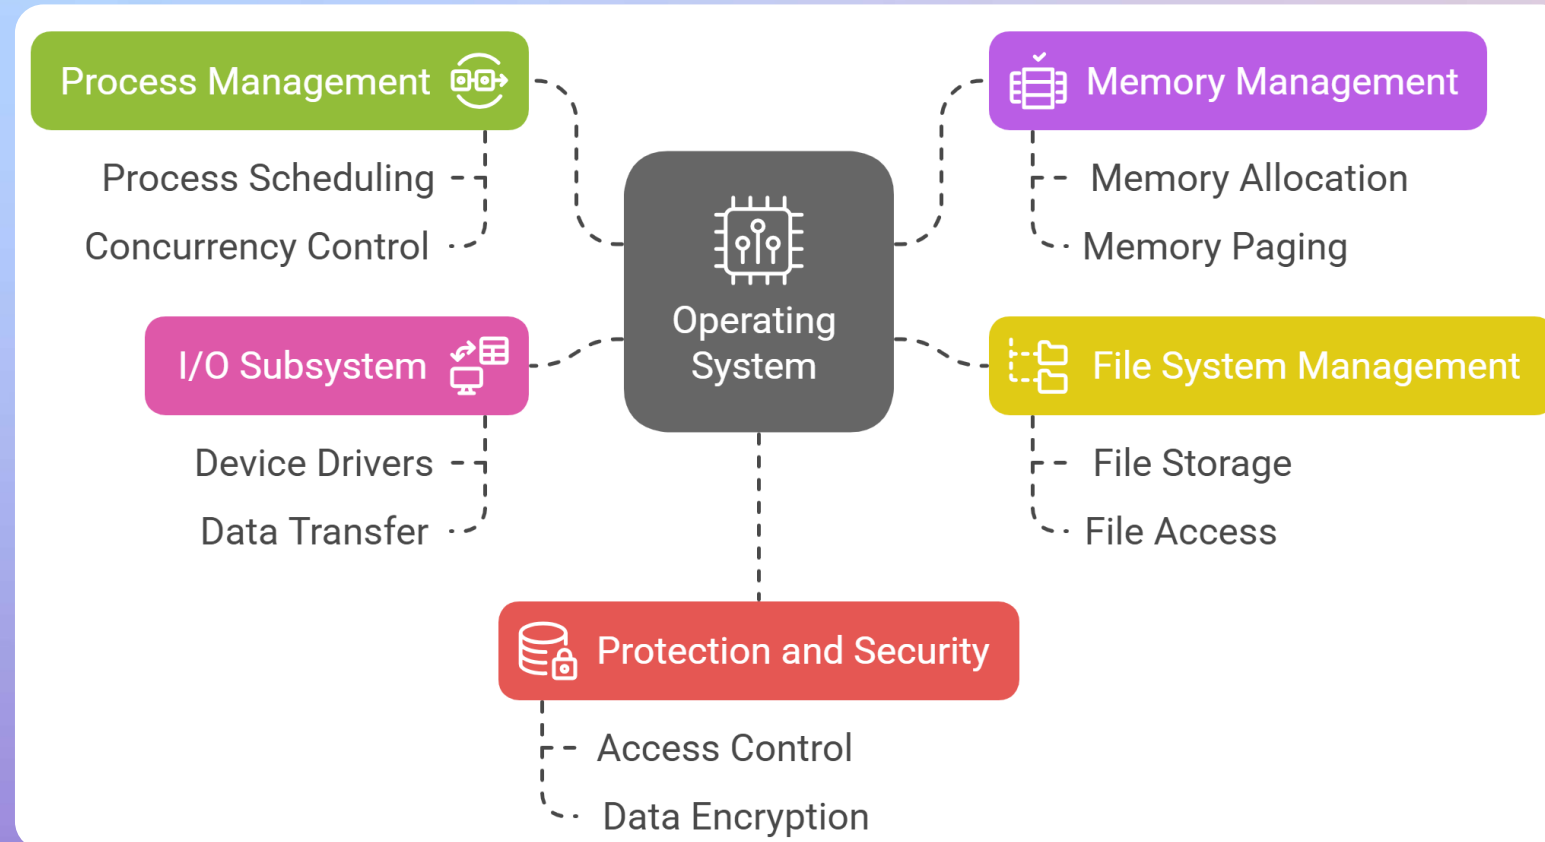 Process Management
Process Scheduling
Concurrency Control
I/O Subsystem
Device Drivers
Data Transfer
Operating
System
Memory Management
Memory Allocation
Memory Paging
File System Management
File Storage
File Access
Protection and Security
Access Control
Data Encryption